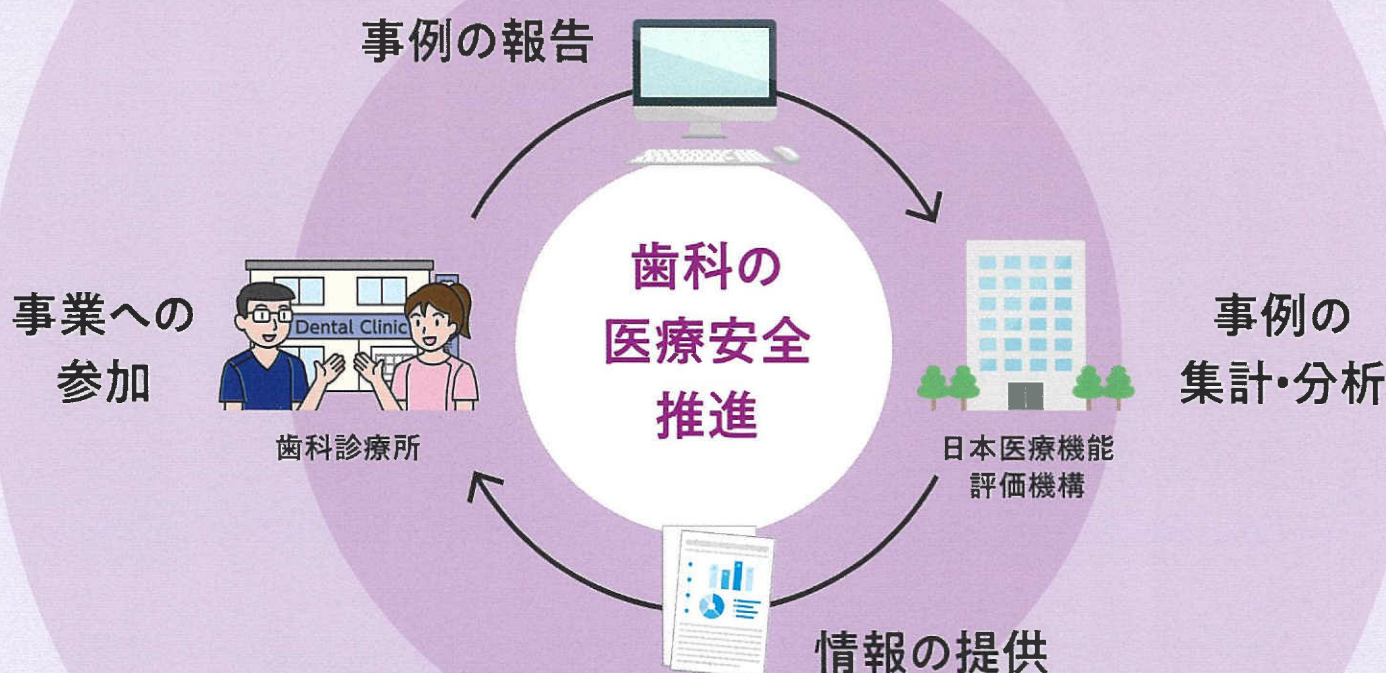 事例の報告
歯科の
医療安全
推進
事業への
参加
Dental Clinic
歯科診療所
事例の
集計・分析
日本医療機能
評価機構
情報の提供